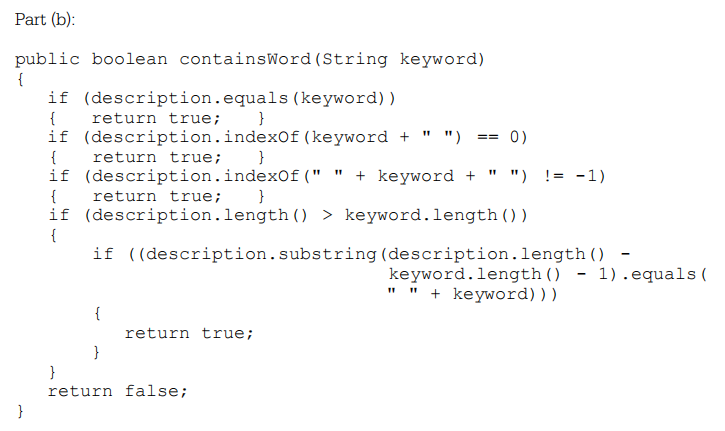 Part (b):
public boolean containsWord(String keyword)
{
if (description.equals(keyword))
{ return true; }
if (description.indexOf(keyword + " ") == 0)
{ return true; }
if (description.indexOf(" " + keyword + " ") != -1)
{ return true; }
if (description.length() > keyword.length())
{
if ((description.substring(description.length() -
keyword.length() - 1).equals(
" " + keyword)))
{
return true;
}
}
return false;
}